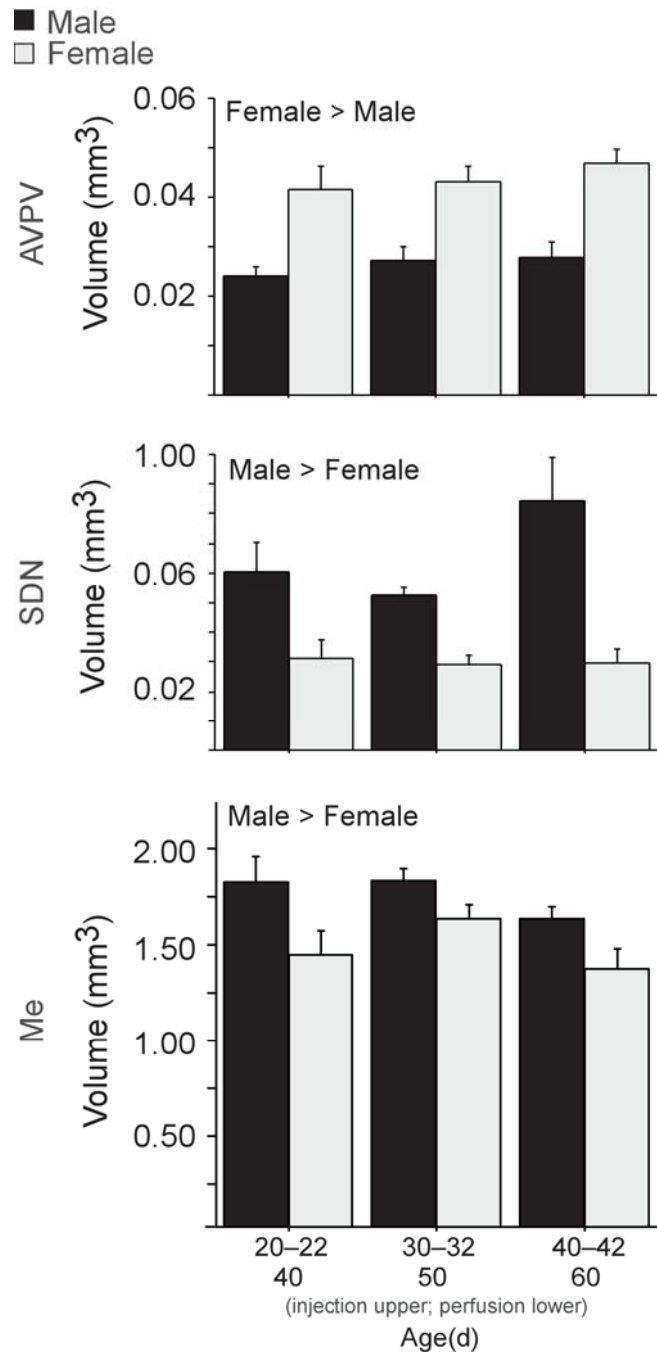 Male
Female
AVPV
Volume (mm3)
0.06
0.04
0.02
Female > Male
SDN
Volume (mm3)
1.00
0.06
0.02
Male > Female
Me
Volume (mm3)
2.00
1.50
1.00
0.50
Male > Female
20–22 30–32 40–42
40 50 60
(injection upper; perfusion lower)
Age(d)